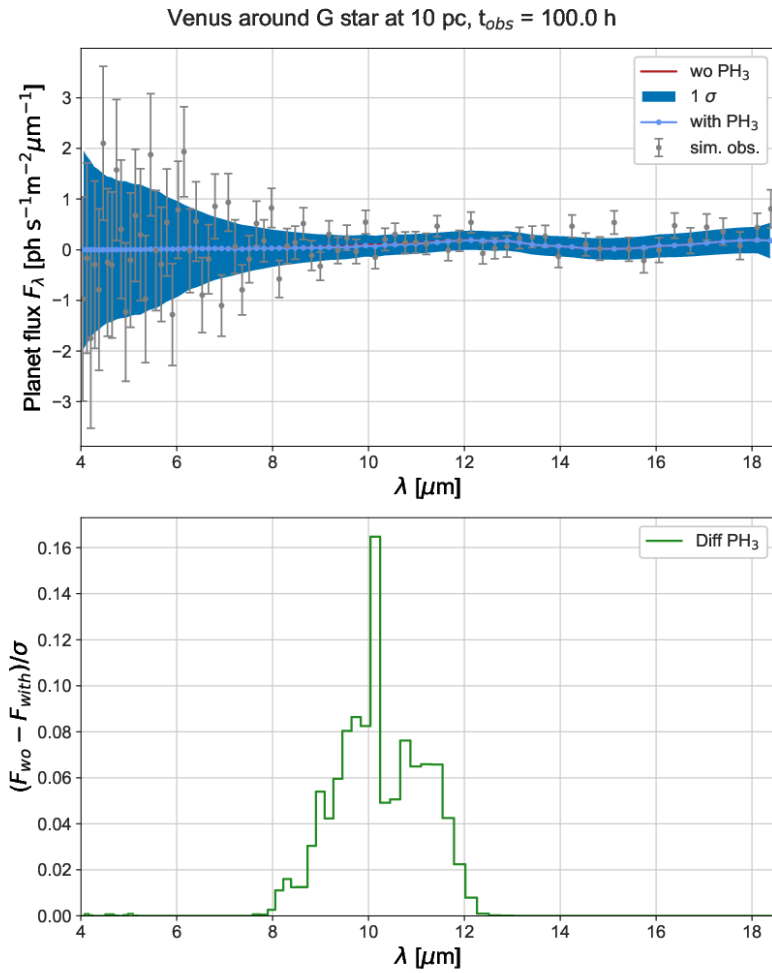 Venus around G star at 10 pc, t_obs = 100.0 h
wo PH₃
1 σ
with PH₃
sim. obs.
Planet flux F_λ [ph s⁻¹m⁻²μm⁻¹]
3
2
1
0
−1
−2
−3
4 6 8 10 12 14 16 18
λ [μm]
Diff PH₃
(F_wo − F_with)/σ
0.16
0.14
0.12
0.10
0.08
0.06
0.04
0.02
0.00
4 6 8 10 12 14 16 18
λ [μm]